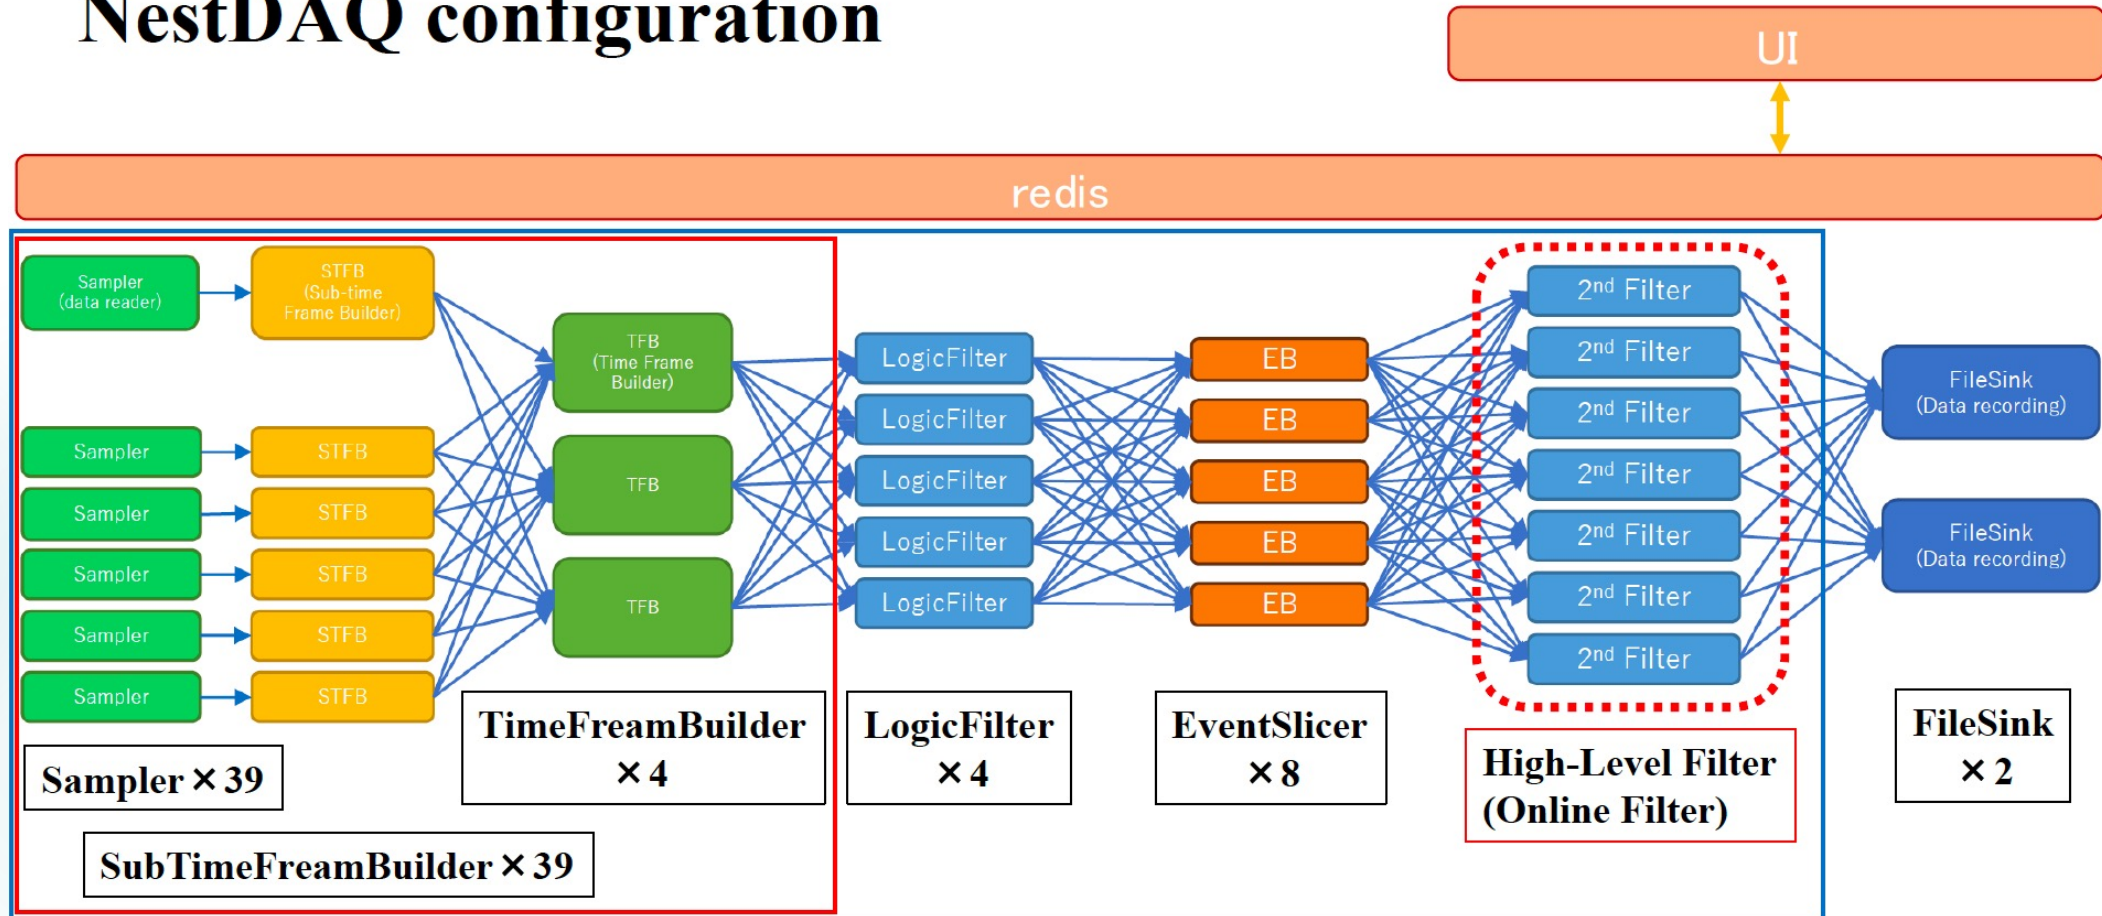 NestDAQ configuration
UI
redis
Sampler
(data reader)
STFB
(Sub-time
Frame Builder)
Sampler
STFB
Sampler
STFB
Sampler
STFB
Sampler
STFB
Sampler
STFB
TFB
(Time Frame
Builder)
TFB
TFB
LogicFilter
LogicFilter
LogicFilter
LogicFilter
LogicFilter
EB
EB
EB
EB
EB
2nd Filter
2nd Filter
2nd Filter
2nd Filter
2nd Filter
2nd Filter
2nd Filter
FileSink
(Data recording)
FileSink
(Data recording)
Sampler×39
SubTimeFreamBuilder×39
TimeFreamBuilder
×4
LogicFilter
×4
EventSlicer
×8
High-Level Filter
(Online Filter)
FileSink
×2